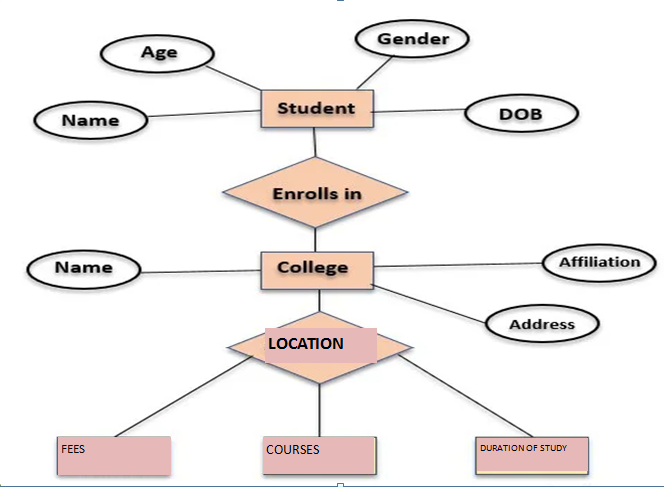 Age
Gender
Name
Student
DOB
Enrolls in
Name
College
Affiliation
Address
LOCATION
FEES
COURSES
DURATION OF STUDY